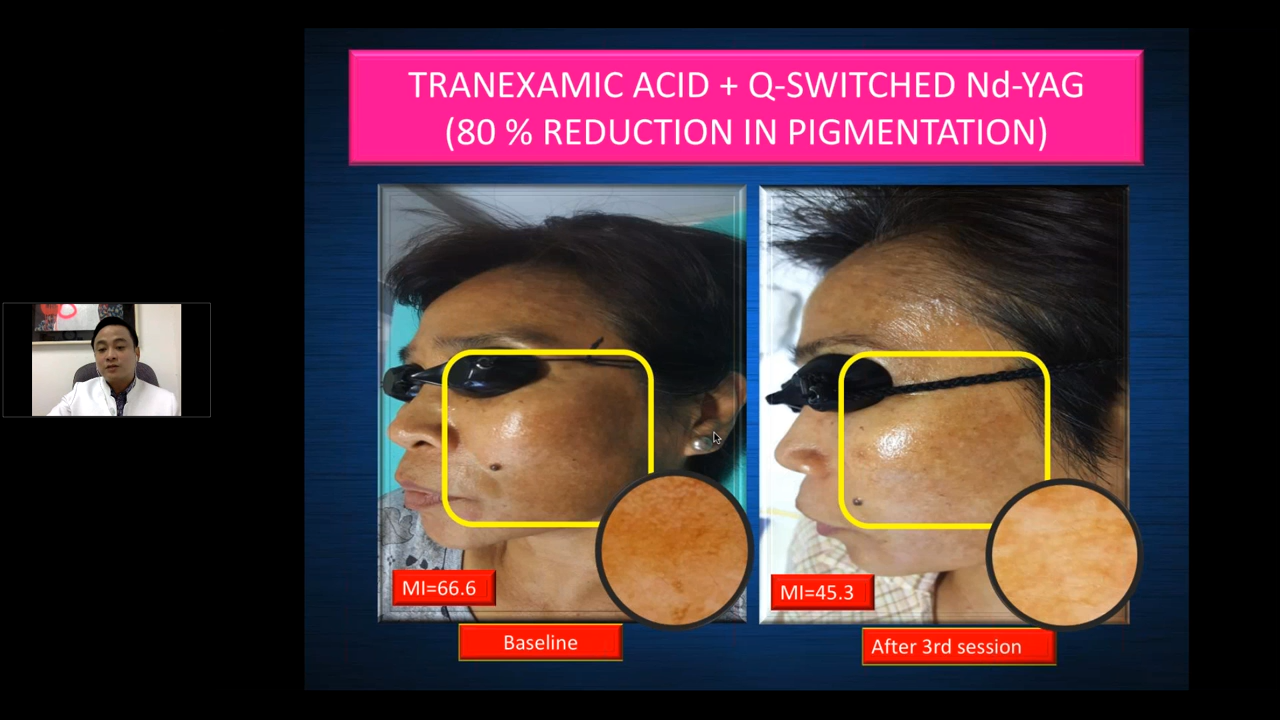 TRANEXAMIC ACID + Q-SWITCHED Nd-YAG
(80 % REDUCTION IN PIGMENTATION)
MI=66.6
MI=45.3
Baseline
After 3rd session